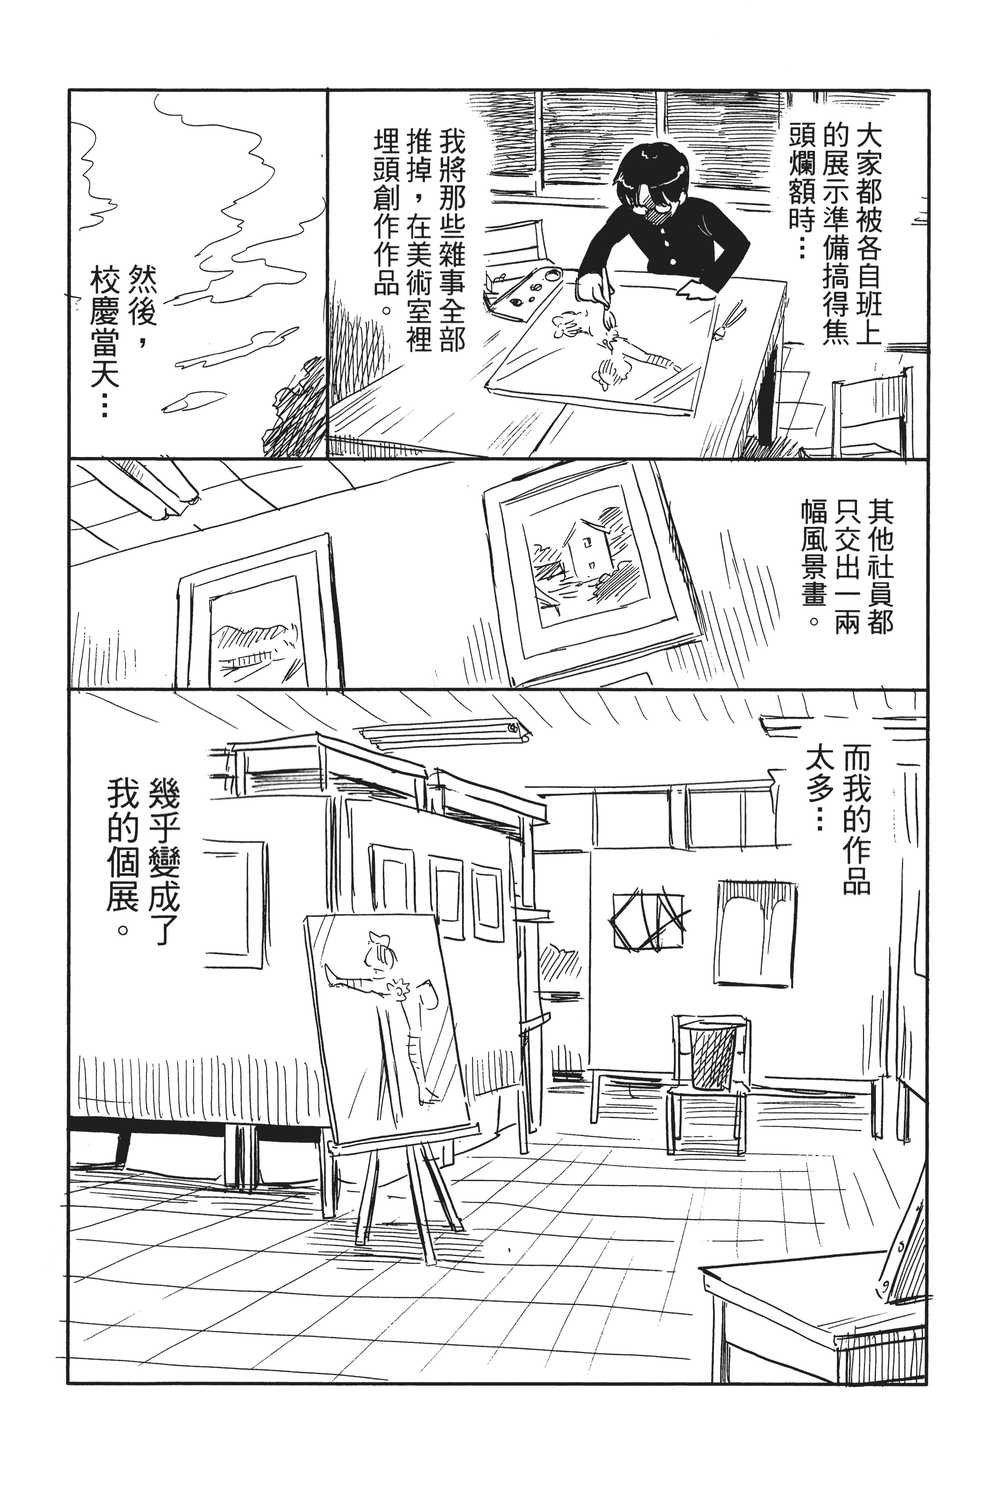 大家都被各自班上
的展示準備搞得焦
頭爛額時…
我將那些雜事全部
推掉，在美術室裡
埋頭創作作品。
然後，
校慶當天…
其他社員都
只交出一兩
幅風景畫。
而我的作品
太多…
幾乎變成了
我的個展。